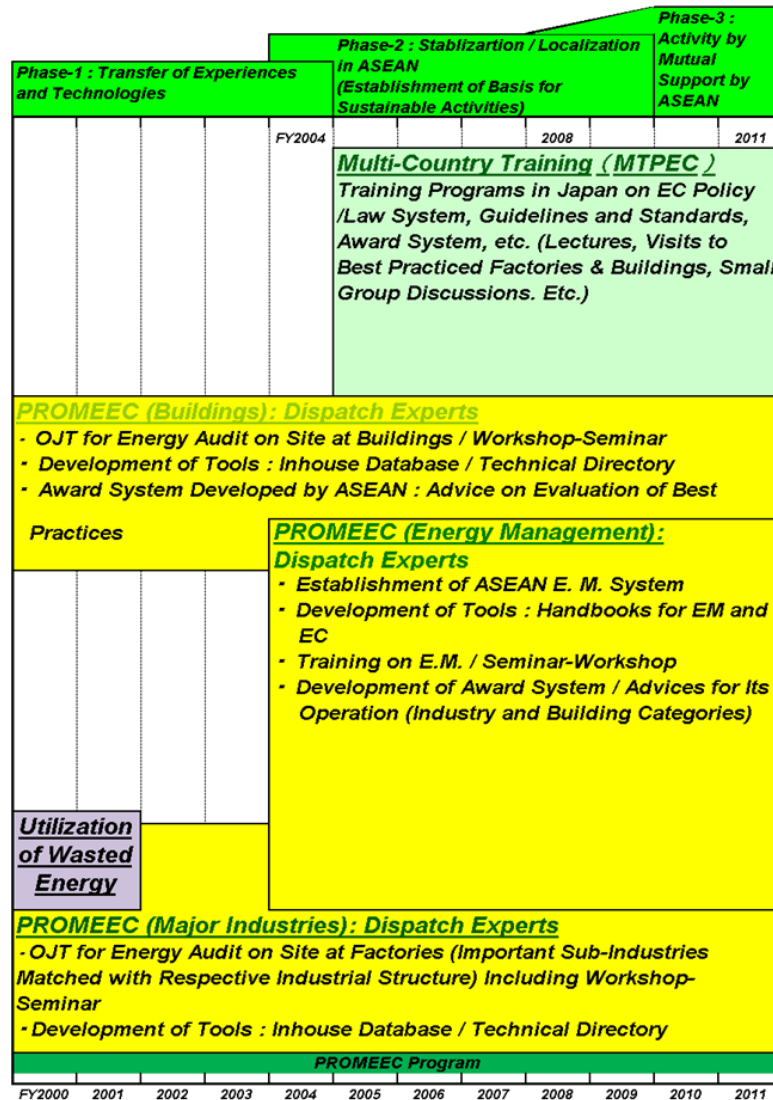 Phase-3 :
Activity by
Mutual
Support by
ASEAN
Phase-2 : Stablizartion / Localization
in ASEAN
(Establishment of Basis for
Sustainable Activities)
Phase-1 : Transfer of Experiences
and Technologies
FY2004 2008 2011
Multi-Country Training (MTPEC)
Training Programs in Japan on EC Policy
/Law System, Guidelines and Standards,
Award System, etc. (Lectures, Visits to
Best Practiced Factories & Buildings, Small
Group Discussions. Etc.)
PROMEEC (Buildings): Dispatch Experts
- OJT for Energy Audit on Site at Buildings / Workshop-Seminar
・ Development of Tools : Inhouse Database / Technical Directory
・ Award System Developed by ASEAN : Advice on Evaluation of Best
Practices
PROMEEC (Energy Management):
Dispatch Experts
・ Establishment of ASEAN E. M. System
・ Development of Tools : Handbooks for EM and
EC
・ Training on E.M. / Seminar-Workshop
・ Development of Award System / Advices for Its
Operation (Industry and Building Categories)
Utilization
of Wasted
Energy
PROMEEC (Major Industries): Dispatch Experts
- OJT for Energy Audit on Site at Factories (Important Sub-Industries
Matched with Respective Industrial Structure) Including Workshop-
Seminar
・Development of Tools : Inhouse Database / Technical Directory
PROMEEC Program
FY2000 2001 2002 2003 2004 2005 2006 2007 2008 2009 2010 2011